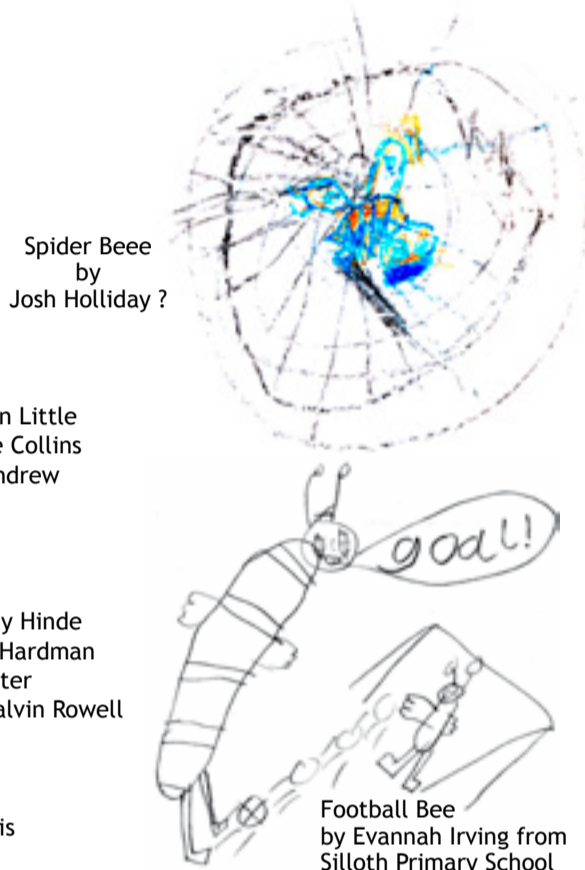 Spider Beee
by
Josh Holliday ?
n Little
e Collins
ndrew
goal!
y Hinde
Hardman
ter
alvin Rowell
is
Football Bee
by Evannah Irving from
Silloth Primary School